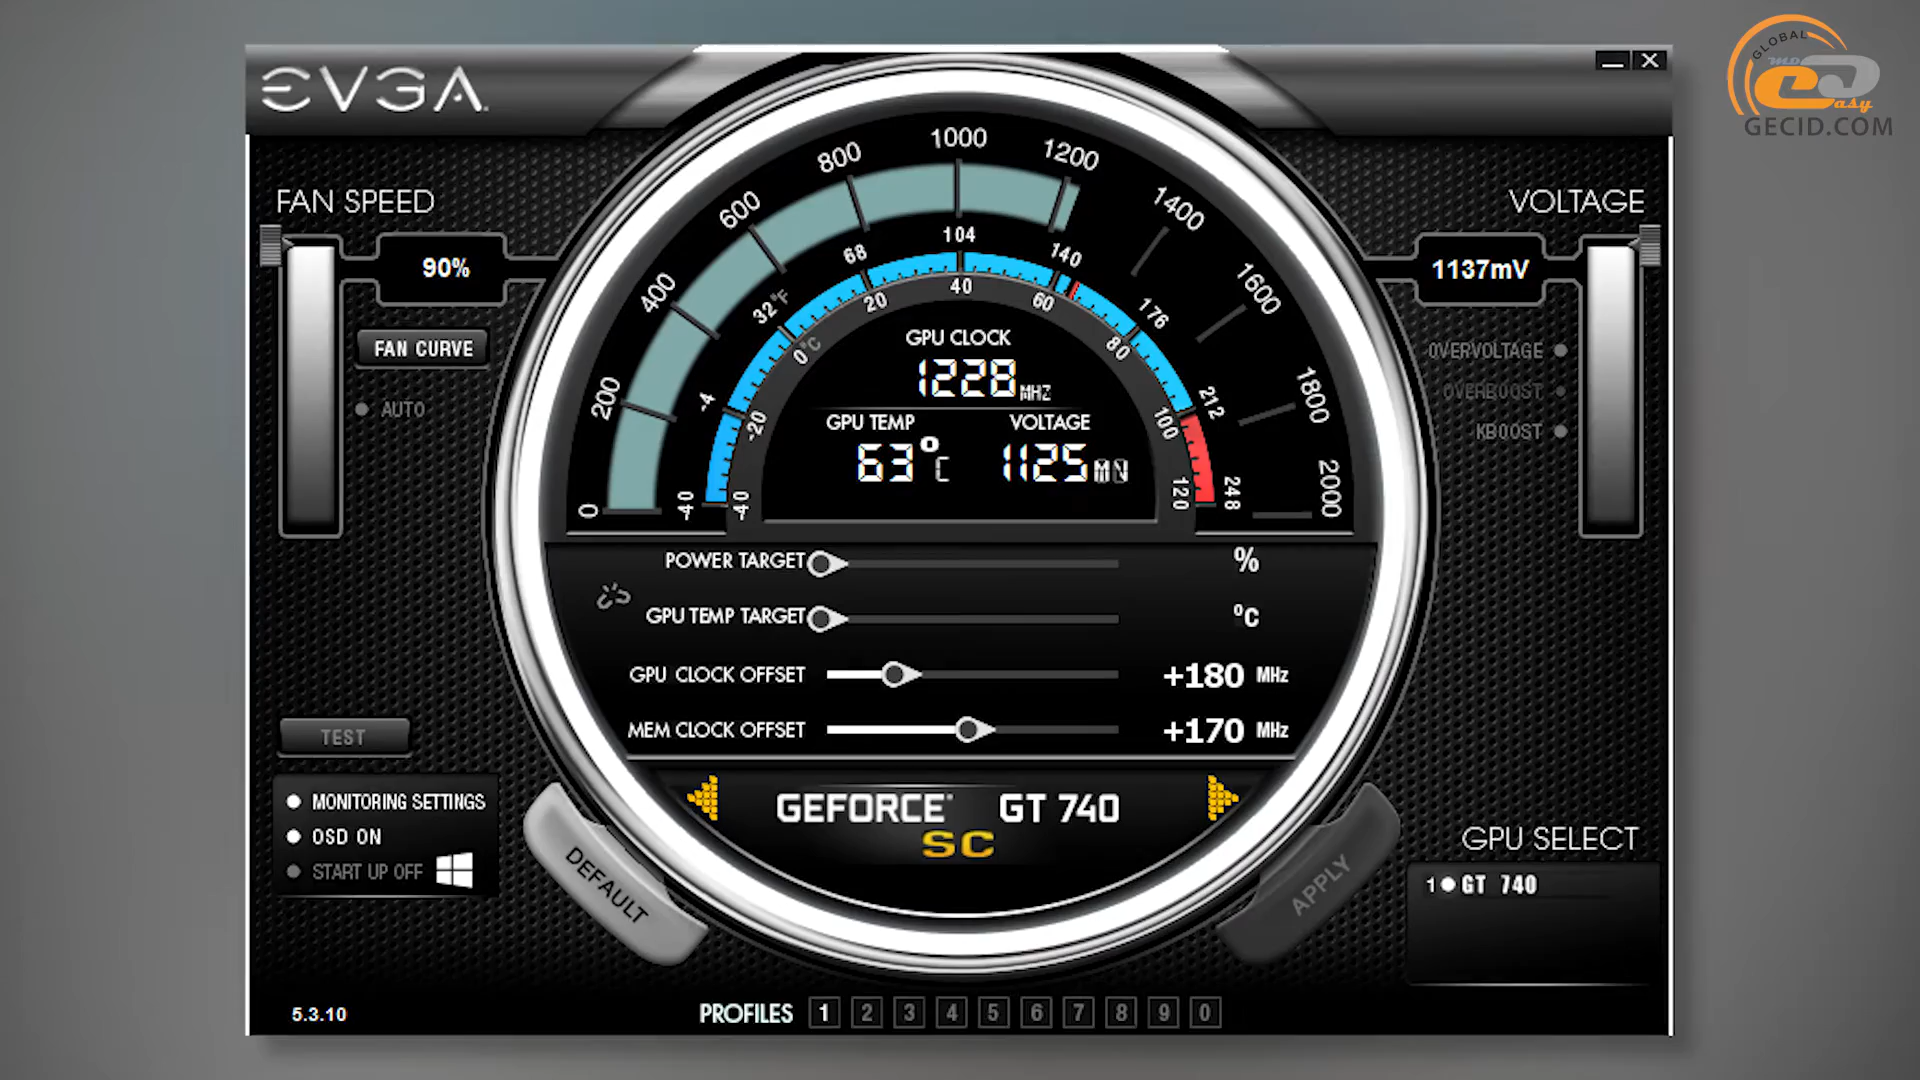 EVGA
GLOBAL
easy
GECID.COM
FAN SPEED
90%
FAN CURVE
AUTO
VOLTAGE
1137mV
OVERVOLTAGE
OVERBOOST
KBOOST
0 200 400 600 800 1000 1200 1400 1600 1800 2000
-40 -4 32°F 68 104 140 176 212 248
-40 -20 0°C 20 40 60 80 100 120
GPU CLOCK
1228MHZ
GPU TEMP VOLTAGE
63°C 1125MV
POWER TARGET %
GPU TEMP TARGET °C
GPU CLOCK OFFSET +180 MHz
MEM CLOCK OFFSET +170 MHz
GEFORCE GT 740
SC
TEST
MONITORING SETTINGS
OSD ON
START UP OFF
DEFAULT
APPLY
GPU SELECT
1 GT 740
5.3.10
PROFILES 1 2 3 4 5 6 7 8 9 0